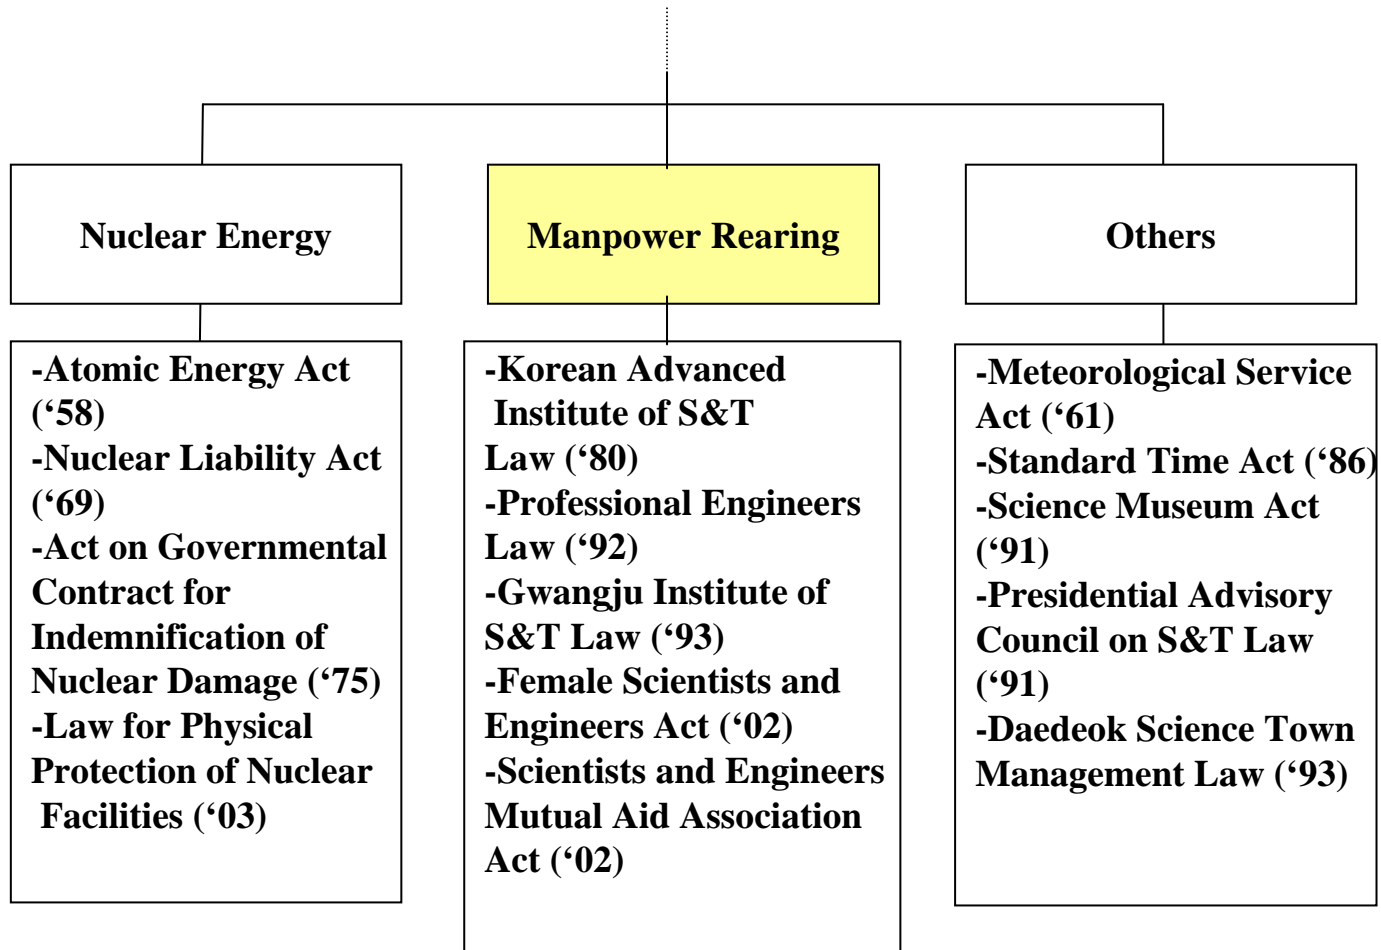 Nuclear Energy
-Atomic Energy Act
(‘58)
-Nuclear Liability Act
(‘69)
-Act on Governmental
Contract for
Indemnification of
Nuclear Damage (‘75)
-Law for Physical
Protection of Nuclear
Facilities (‘03)
Manpower Rearing
-Korean Advanced
Institute of S&T
Law (‘80)
-Professional Engineers
Law (‘92)
-Gwangju Institute of
S&T Law (‘93)
-Female Scientists and
Engineers Act (‘02)
-Scientists and Engineers
Mutual Aid Association
Act (‘02)
Others
-Meteorological Service
Act (‘61)
-Standard Time Act (‘86)
-Science Museum Act
(‘91)
-Presidential Advisory
Council on S&T Law
(‘91)
-Daedeok Science Town
Management Law (‘93)